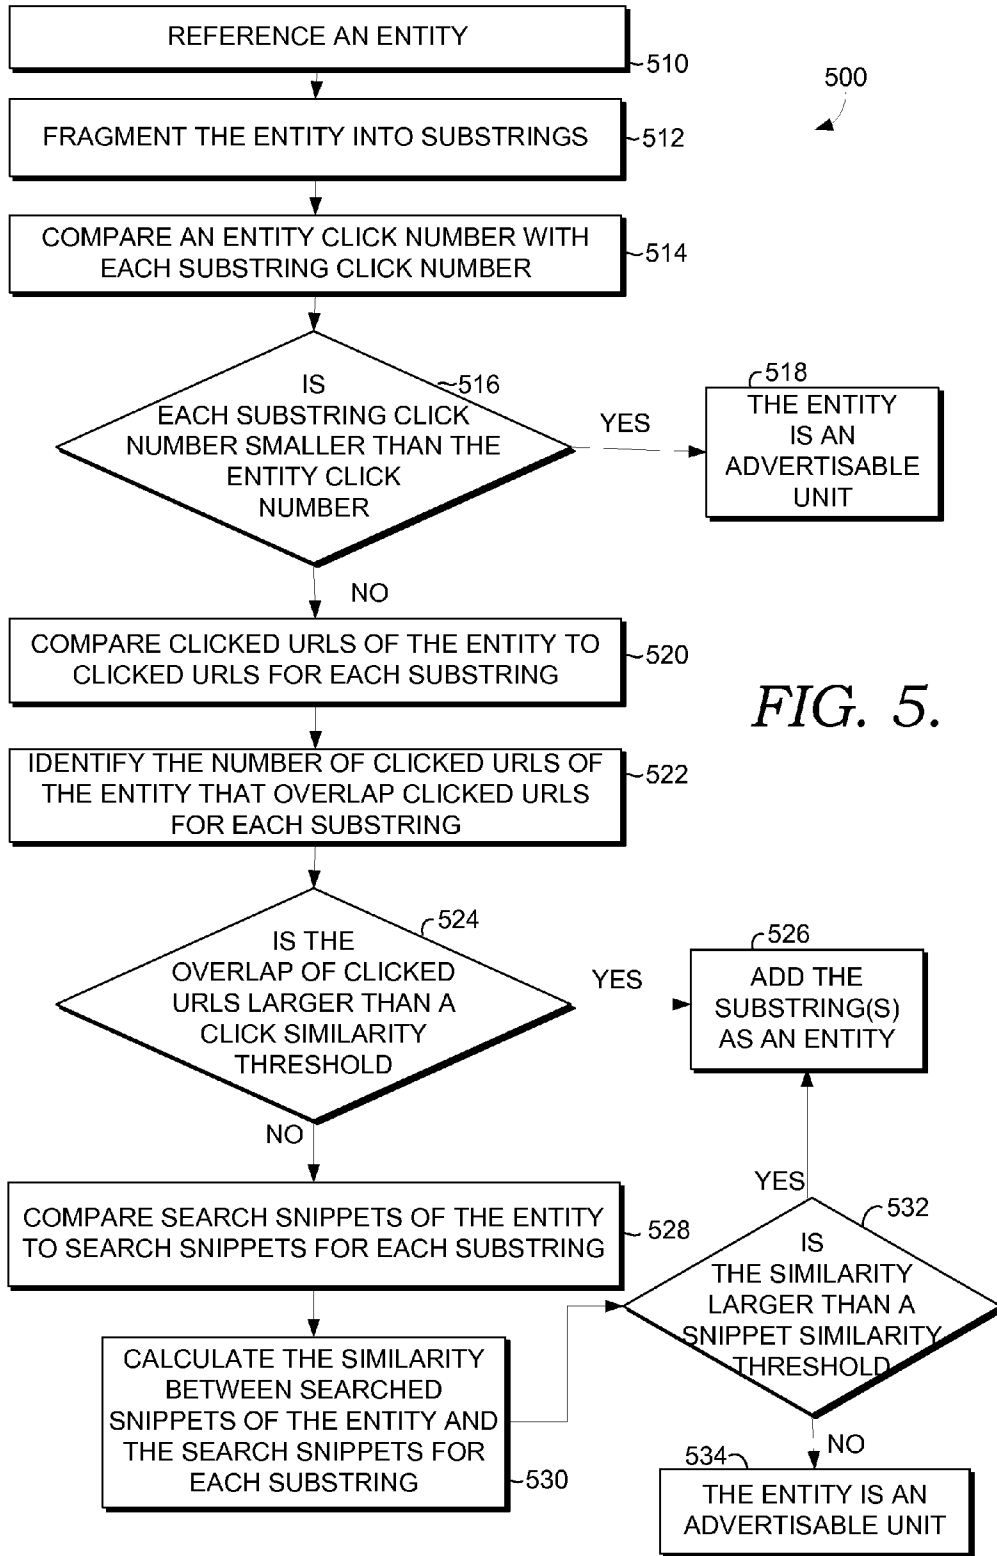 REFERENCE AN ENTITY
510
500
FRAGMENT THE ENTITY INTO SUBSTRINGS
512
COMPARE AN ENTITY CLICK NUMBER WITH
EACH SUBSTRING CLICK NUMBER
514
IS
EACH SUBSTRING CLICK
NUMBER SMALLER THAN THE
ENTITY CLICK
NUMBER
516
YES
518
THE ENTITY
IS AN
ADVERTISABLE
UNIT
NO
COMPARE CLICKED URLS OF THE ENTITY TO
CLICKED URLS FOR EACH SUBSTRING
520
FIG. 5.
IDENTIFY THE NUMBER OF CLICKED URLS OF
THE ENTITY THAT OVERLAP CLICKED URLS
FOR EACH SUBSTRING
522
IS THE
OVERLAP OF CLICKED
URLS LARGER THAN A
CLICK SIMILARITY
THRESHOLD
524
YES
526
ADD THE
SUBSTRING(S)
AS AN ENTITY
NO
COMPARE SEARCH SNIPPETS OF THE ENTITY
TO SEARCH SNIPPETS FOR EACH SUBSTRING
528
CALCULATE THE SIMILARITY
BETWEEN SEARCHED
SNIPPETS OF THE ENTITY AND
THE SEARCH SNIPPETS FOR
EACH SUBSTRING
530
YES
532
IS
THE SIMILARITY
LARGER THAN A
SNIPPET SIMILARITY
THRESHOLD
NO
534
THE ENTITY IS AN
ADVERTISABLE UNIT